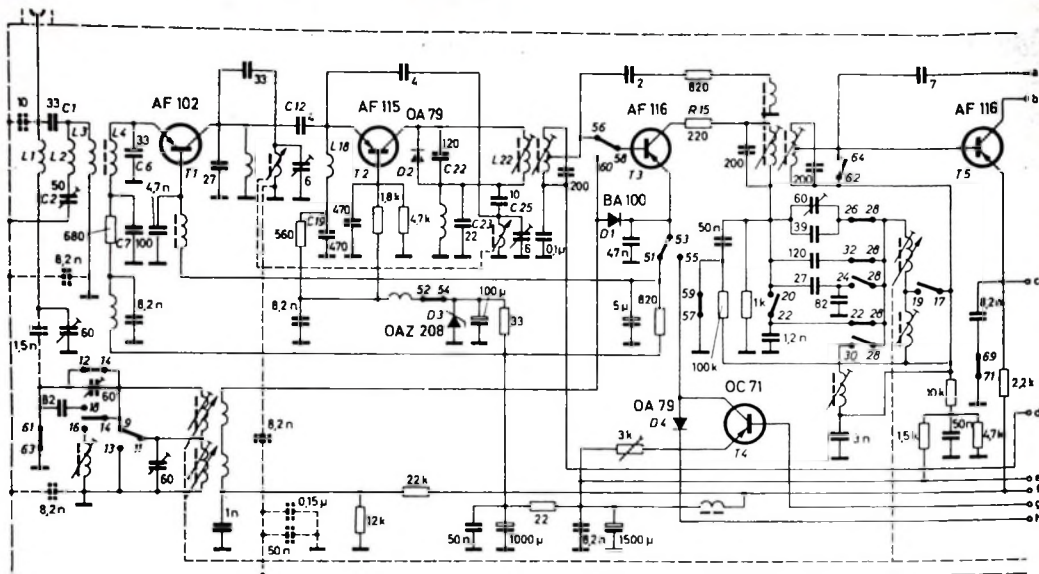 33
4
2
820
7
a
b
10
33 C1
AF 102
C12
4
AF 115
OA 79
AF 116
R15
220
AF 116
L1
L2
L3
L4
33
C6
T1
27
6
L18
T2
D2
120
C22
L22
200
56
58
60
T3
200
200
64
62
T5
50
C2
4,7n
1,8k
4,7k
10
C25
BA 100
D1
60
39
26
28
680
C7
100
560
C19
470
470
C23
22
6
0,1µ
47n
53
51
55
50n
120
32
28
8,2n
27
24
28
82
19
17
c
8,2n
8,2n
8,2n
52
54
100µ
D3
OAZ 208
33
5µ
820
59
57
1k
20
22
22
28
1,2n
30
28
60
1,5n
100k
69
71
12
14
60
10k
2,2k
82
18
OC 71
OA 79
D4
T4
61
63
16
14
9
11
13
60
8,2n
3k
3n
1,5k
50n
4,7k
d
8,2n
22k
e
f
g
h
1n
0,15µ
50n
12k
50n
1000µ
22
8,2n
1500µ